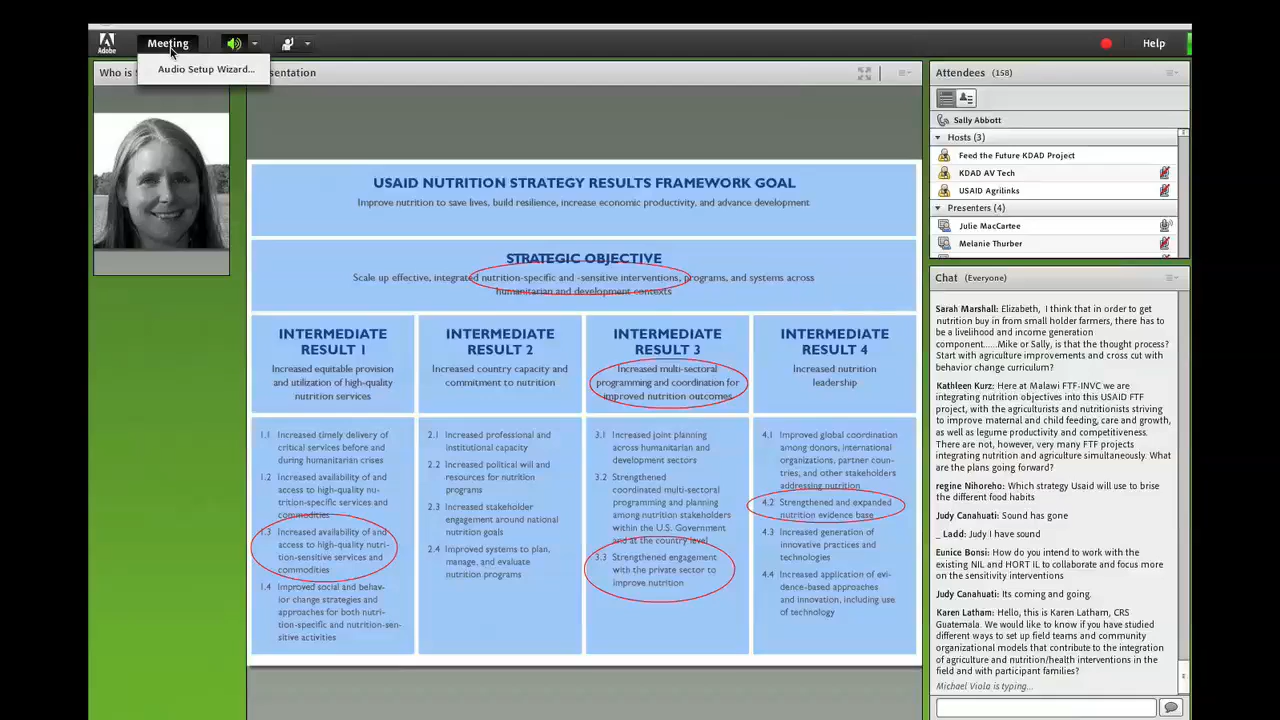 Adobe
Meeting
Help
Audio Setup Wizard...
Who is
sentation
Attendees (158)
Sally Abbott
Hosts (3)
Feed the Future KDAD Project
KDAD AV Tech
USAID Agrilinks
Presenters (4)
Julie MacCartee
Melanie Thurber
USAID NUTRITION STRATEGY RESULTS FRAMEWORK GOAL
Improve nutrition to save lives, build resilience, increase economic productivity, and advance development
STRATEGIC OBJECTIVE
Scale up effective, integrated nutrition-specific and -sensitive interventions, programs, and systems across
humanitarian and development contexts
INTERMEDIATE
RESULT 1
Increased equitable provision
and utilization of high-quality
nutrition services
INTERMEDIATE
RESULT 2
Increased country capacity and
commitment to nutrition
INTERMEDIATE
RESULT 3
Increased multi-sectoral
programming and coordination for
improved nutrition outcomes
INTERMEDIATE
RESULT 4
Increased nutrition
leadership
1.1 Increased timely delivery of
critical services before and
during humanitarian crises
1.2 Increased availability of and
access to high-quality nu-
trition-specific services and
commodities
1.3 Increased availability of and
access to high-quality nutri-
tion-sensitive services and
commodities
1.4 Improved social and behav-
ior change strategies and
approaches for both nutri-
tion-specific and nutrition-sen-
sitive activities
2.1 Increased professional and
institutional capacity
2.2 Increased political will and
resources for nutrition
programs
2.3 Increased stakeholder
engagement around national
nutrition goals
2.4 Improved systems to plan,
manage, and evaluate
nutrition programs
3.1 Increased joint planning
across humanitarian and
development sectors
3.2 Strengthened
coordinated multi-sectoral
programming and planning
among nutrition stakeholders
within the U.S. Government
and at the country level
3.3 Strengthened engagement
with the private sector to
improve nutrition
4.1 Improved global coordination
among donors, international
organizations, partner coun-
tries, and other stakeholders
addressing nutrition
4.2 Strengthened and expanded
nutrition evidence base
4.3 Increased generation of
innovative practices and
technologies
4.4 Increased application of evi-
dence-based approaches
and innovation, including use
of technology
Chat (Everyone)
Sarah Marshall: Elizabeth, I think that in order to get
nutrition buy in from small holder farmers, there has to
be a livelihood and income generation
component......Mike or Sally, is that the thought process?
Start with agriculture improvements and cross cut with
behavior change curriculum?
Kathleen Kurz: Here at Malawi FTF-INVC we are
integrating nutrition objectives into this USAID FTF
project, with the agriculturists and nutritionists striving
to improve maternal and child feeding, care and growth,
as well as legume productivity and competitiveness.
There are not, however, very many FTF projects
integrating nutrition and agriculture simultaneously. What
are the plans going forward?
regine Nihoreho: Which strategy Usaid will use to brise
the different food habits
Judy Canahuati: Sound has gone
_ Ladd: Judy I have sound
Eunice Bonsi: How do you intend to work with the
existing NIL and HORT IL to collaborate and focus more
on the sensitivity interventions
Judy Canahuati: Its coming and going.
Karen Latham: Hello, this is Karen Latham, CRS
Guatemala. We would like to know if you have studied
different ways to set up field teams and community
organizational models that contribute to the integration
of agriculture and nutrition/health interventions in the
field and with participant families?
Michael Viola is typing...